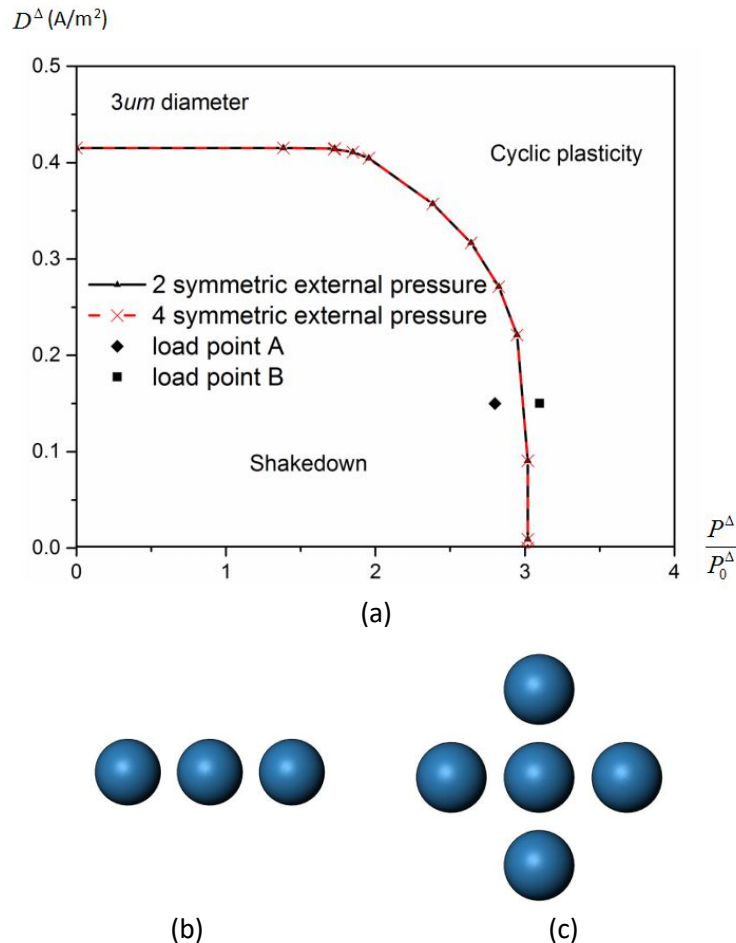 D^Δ (A/m²)
0.5
3um diameter
0.4
Cyclic plasticity
0.3
2 symmetric external pressure
4 symmetric external pressure
0.2
load point A
load point B
0.1
Shakedown
0.0
0 1 2 3 4
P^Δ
P₀^Δ
(a)
(b) (c)